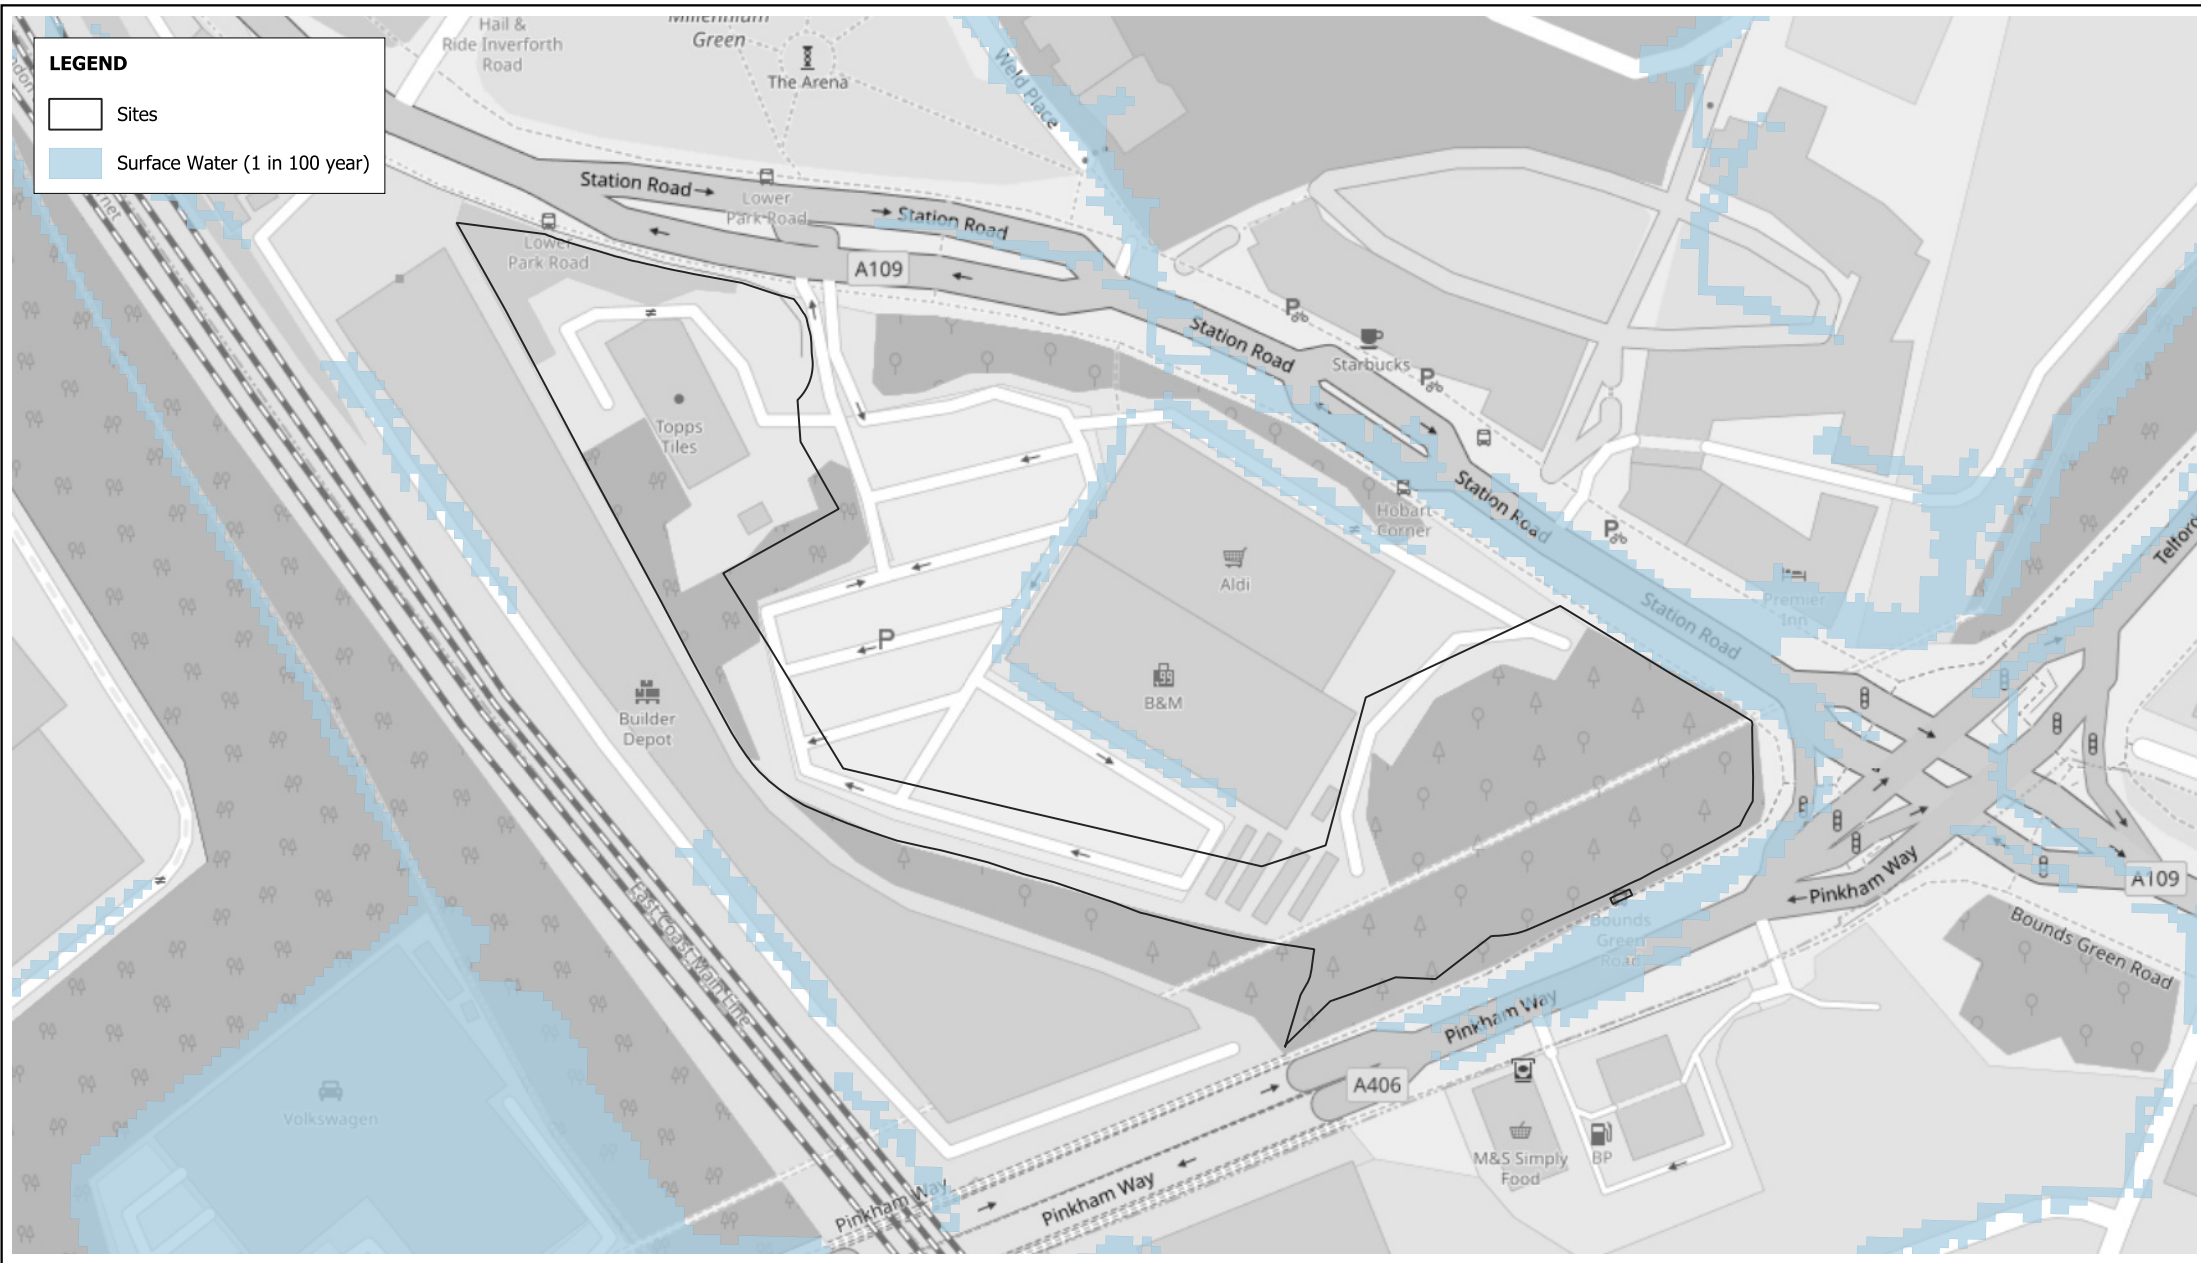 LEGEND
Sites
Surface Water (1 in 100 year)
Hail &
Ride Inverforth
Road
Millennium
Green
The Arena
Weld Place
Station Road
Lower
Park Road
Station Road
Lower
Park Road
A109
Station Road
Starbucks
Topps
Tiles
Station Road
Hobart
Corner
Telford
Aldi
Station Road
Premier
Inn
P
P
P
P
B&M
Builder
Depot
East Coast Main Line
Pinkham Way
A109
Bounds
Green
Road
Bounds Green Road
Pinkham Way
A406
Volkswagen
M&S Simply
Food
BP
Pinkham Way
Pinkham Way